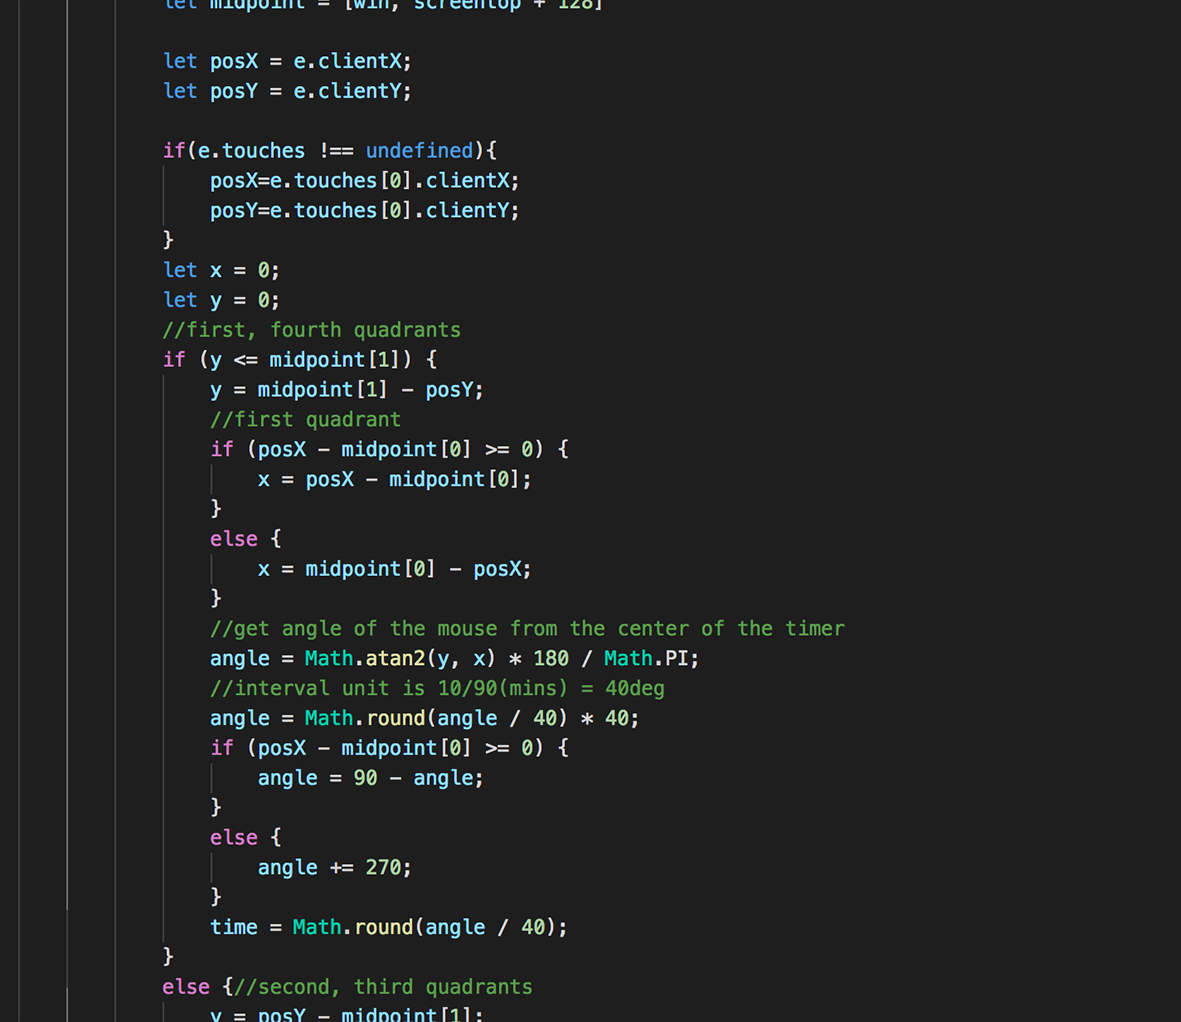 let midpoint = [win, screentop + 128]
let posX = e.clientX;
let posY = e.clientY;
if(e.touches !== undefined){
posX=e.touches[0].clientX;
posY=e.touches[0].clientY;
}
let x = 0;
let y = 0;
//first, fourth quadrants
if (y <= midpoint[1]) {
y = midpoint[1] - posY;
//first quadrant
if (posX - midpoint[0] >= 0) {
x = posX - midpoint[0];
}
else {
x = midpoint[0] - posX;
}
//get angle of the mouse from the center of the timer
angle = Math.atan2(y, x) * 180 / Math.PI;
//interval unit is 10/90(mins) = 40deg
angle = Math.round(angle / 40) * 40;
if (posX - midpoint[0] >= 0) {
angle = 90 - angle;
}
else {
angle += 270;
}
time = Math.round(angle / 40);
}
else {//second, third quadrants
y = posY - midpoint[1];